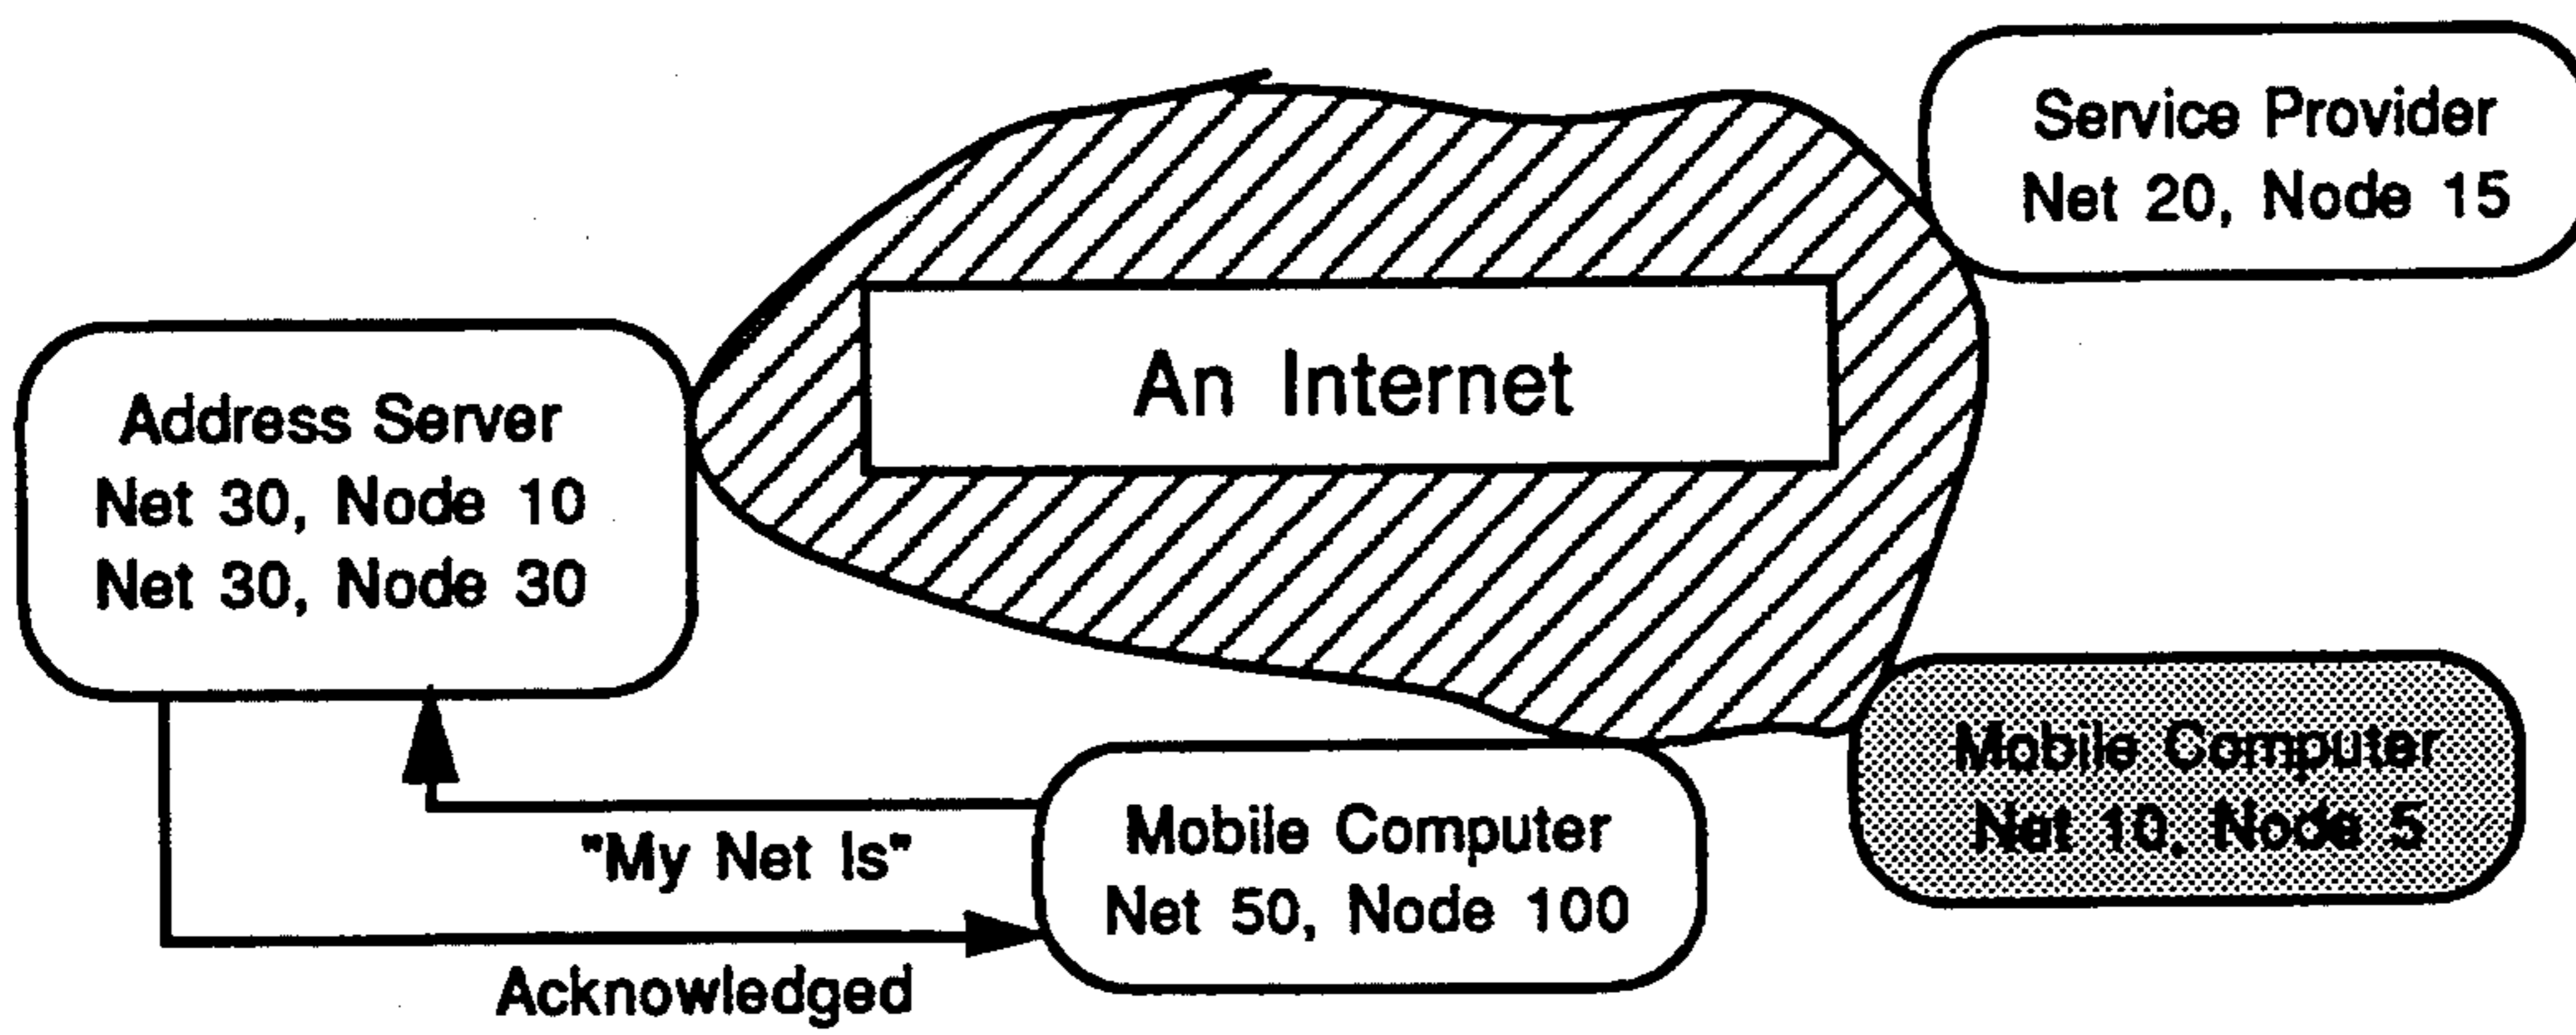 Service Provider
Net 20, Node 15
An Internet
Address Server
Net 30, Node 10
Net 30, Node 30
Mobile Computer
Net 10, Node 5
"My Net Is"
Mobile Computer
Net 50, Node 100
Acknowledged